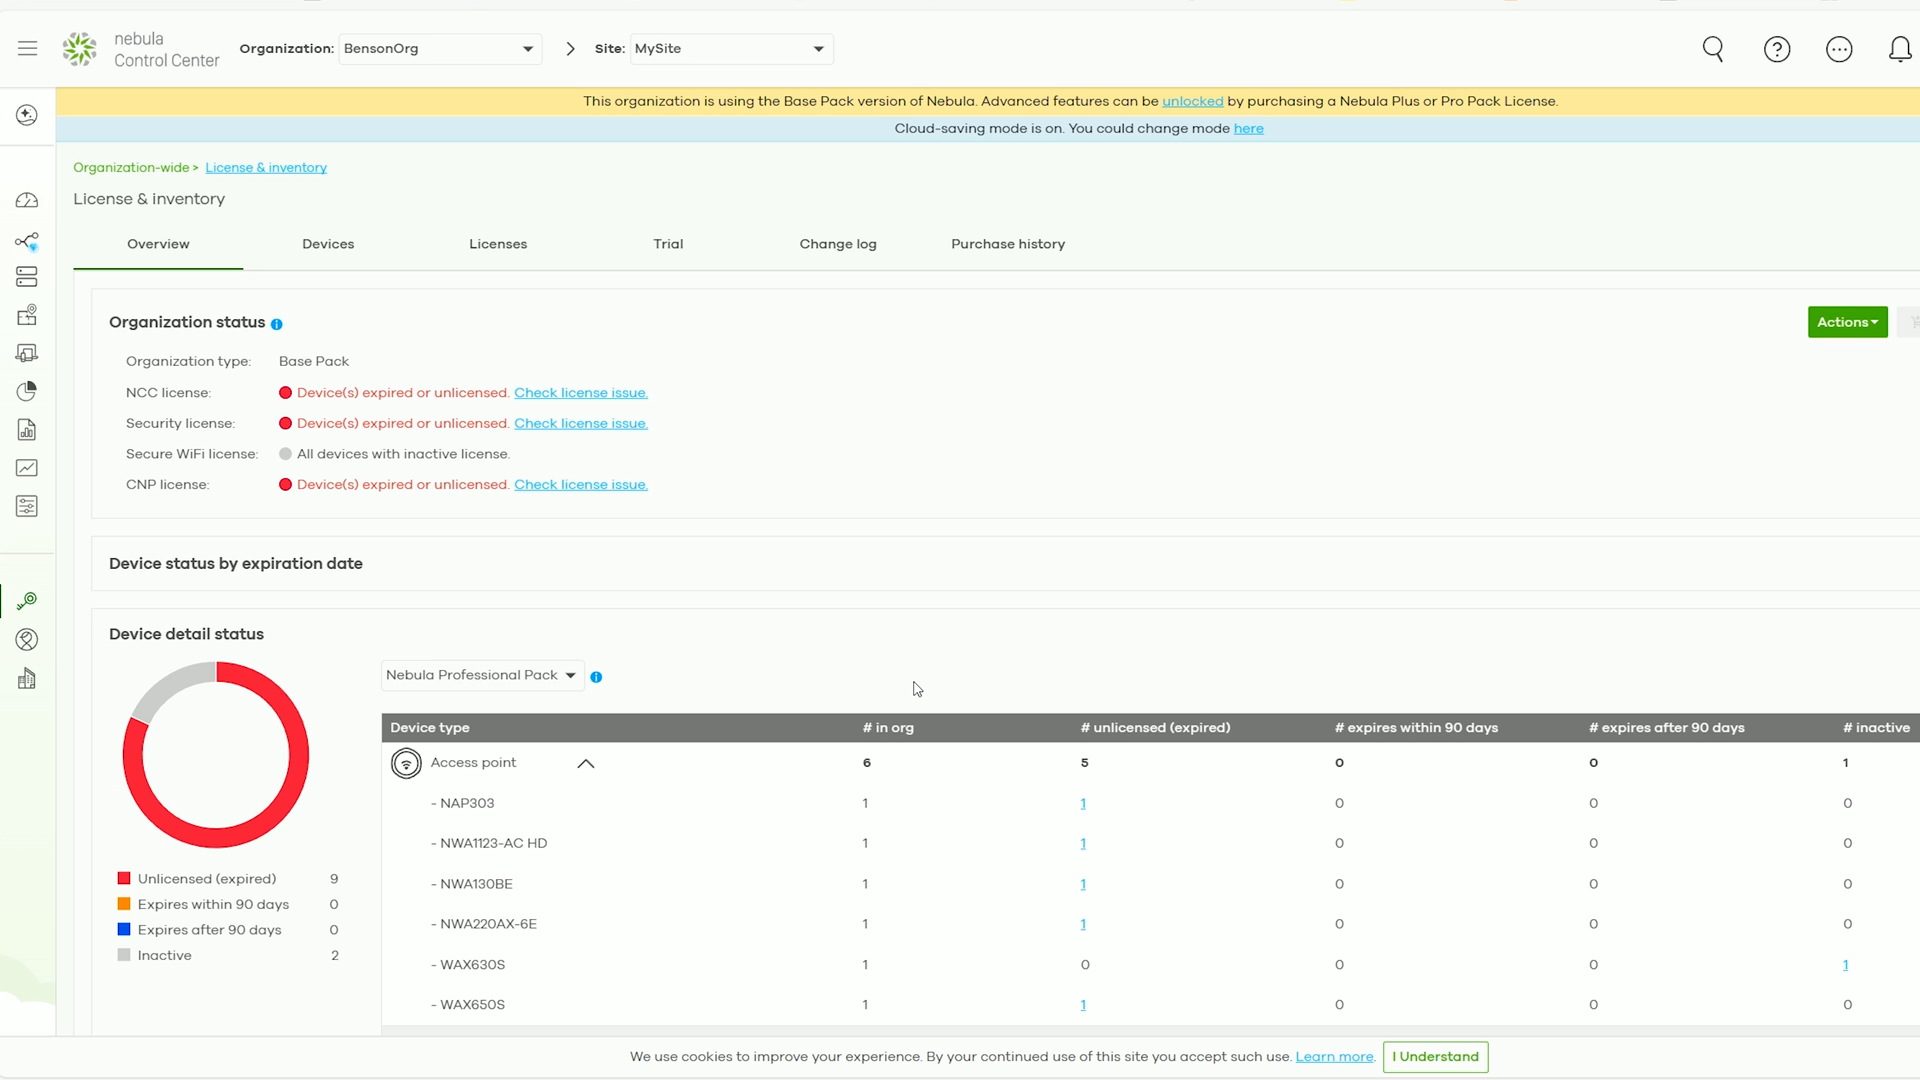 nebula
Control Center
Organization: BensonOrg
Site: MySite
This organization is using the Base Pack version of Nebula. Advanced features can be unlocked by purchasing a Nebula Plus or Pro Pack License.
Cloud-saving mode is on. You could change mode here
Organization-wide > License & inventory
License & inventory
Overview Devices Licenses Trial Change log Purchase history
Organization status
Actions
Organization type: Base Pack
NCC license: Device(s) expired or unlicensed. Check license issue.
Security license: Device(s) expired or unlicensed. Check license issue.
Secure WiFi license: All devices with inactive license.
CNP license: Device(s) expired or unlicensed. Check license issue.
Device status by expiration date
Device detail status
Nebula Professional Pack
Device type # in org # unlicensed (expired) # expires within 90 days # expires after 90 days # inactive
Access point 6 5 0 0 1
- NAP303 1 1 0 0 0
- NWA1123-AC HD 1 1 0 0 0
- NWA130BE 1 1 0 0 0
- NWA220AX-6E 1 1 0 0 0
- WAX630S 1 0 0 0 1
- WAX650S 1 1 0 0 0
Unlicensed (expired) 9
Expires within 90 days 0
Expires after 90 days 0
Inactive 2
We use cookies to improve your experience. By your continued use of this site you accept such use. Learn more. I Understand